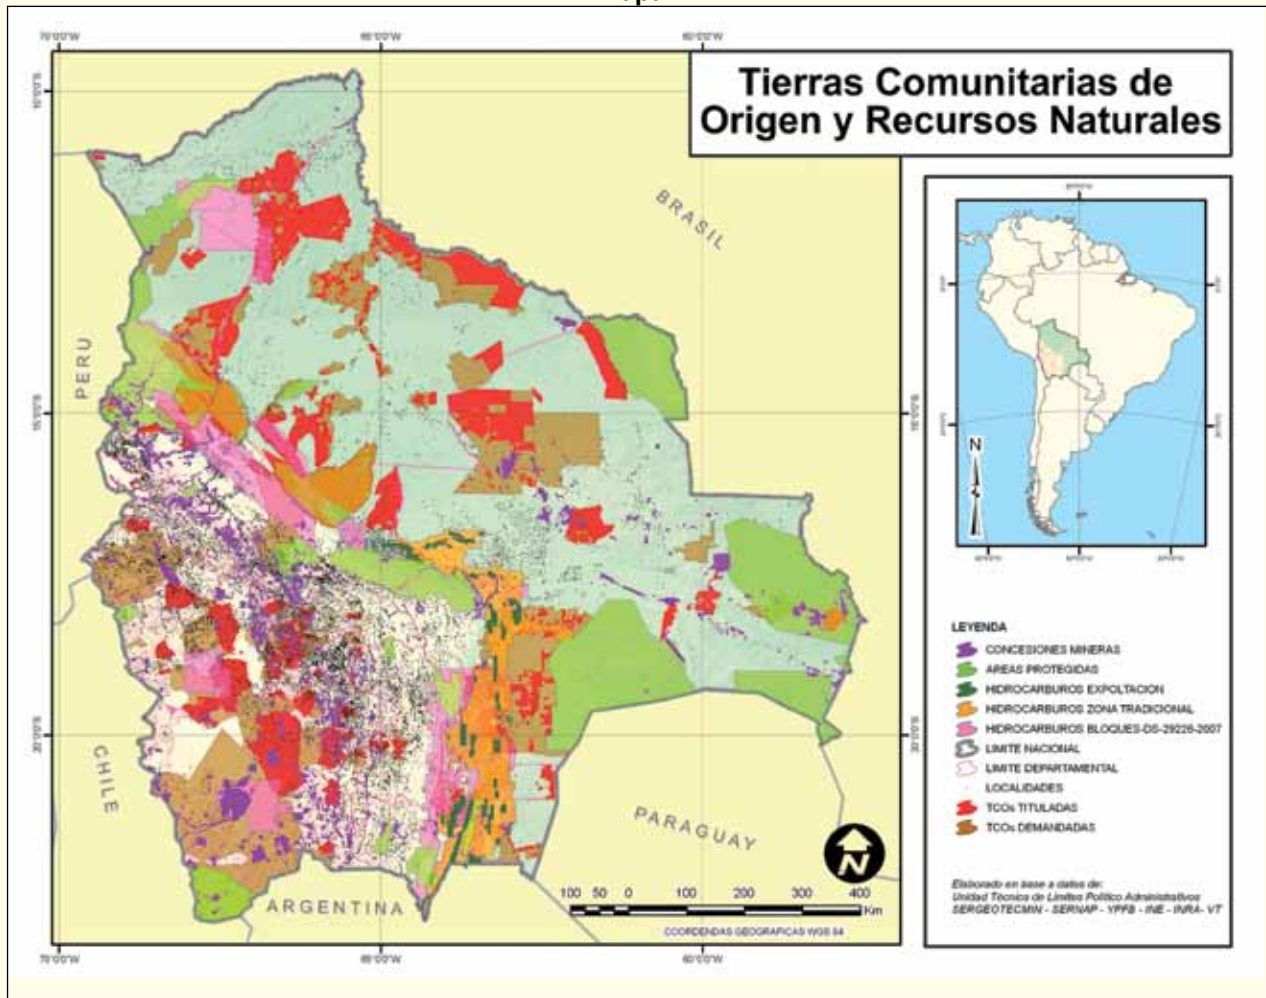 Tierras Comunitarias de
Origen y Recursos Naturales
BRASIL
PERU
CHILE
PARAGUAY
ARGENTINA
N
N
100 50 0 100 200 300 400
Km
COORDENDAS GEOGRAFICAS WGS 84
LEYENDA
CONCESIONES MINERAS
AREAS PROTEGIDAS
HIDROCARBUROS EXPOLTACION
HIDROCARBUROS ZONA TRADICIONAL
HIDROCARBUROS BLOQUES-DS-29226-2007
LIMITE NACIONAL
LIMITE DEPARTAMENTAL
LOCALIDADES
TCOs TITULADAS
TCOs DEMANDADAS
Elaborado en base a datos de:
Unidad Técnico de Límites Político Administrativos
SERGEOTECMIN - SERNAP - YPFB - INE - INRA- VT